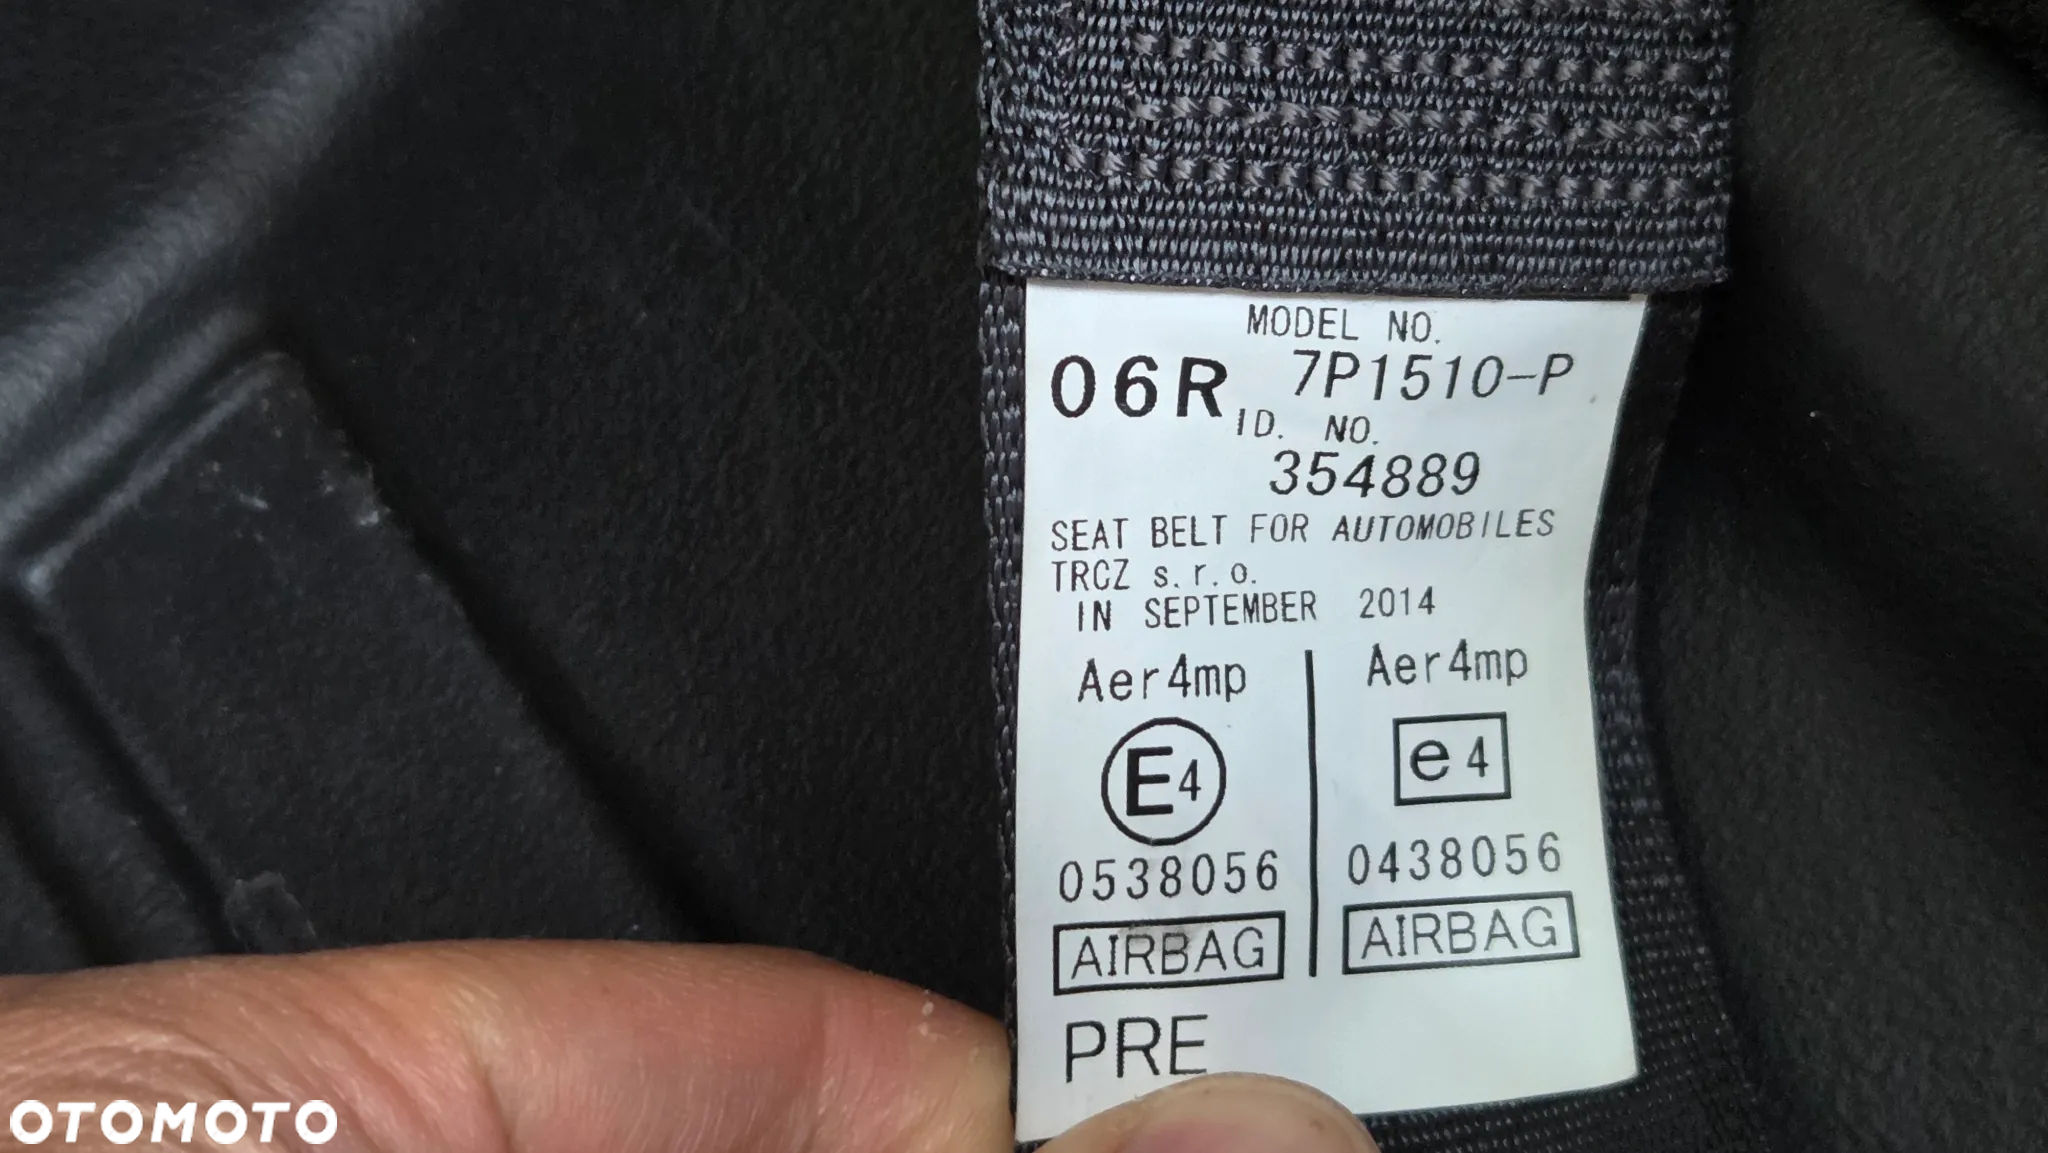 MODEL NO.
06R 7P1510-P
ID. NO.
354889
SEAT BELT FOR AUTOMOBILES
TRCZ s.r.o.
IN SEPTEMBER 2014
Aer4mp Aer4mp
E4 e4
0538056 0438056
AIRBAG AIRBAG
PRE
OTOMOTO